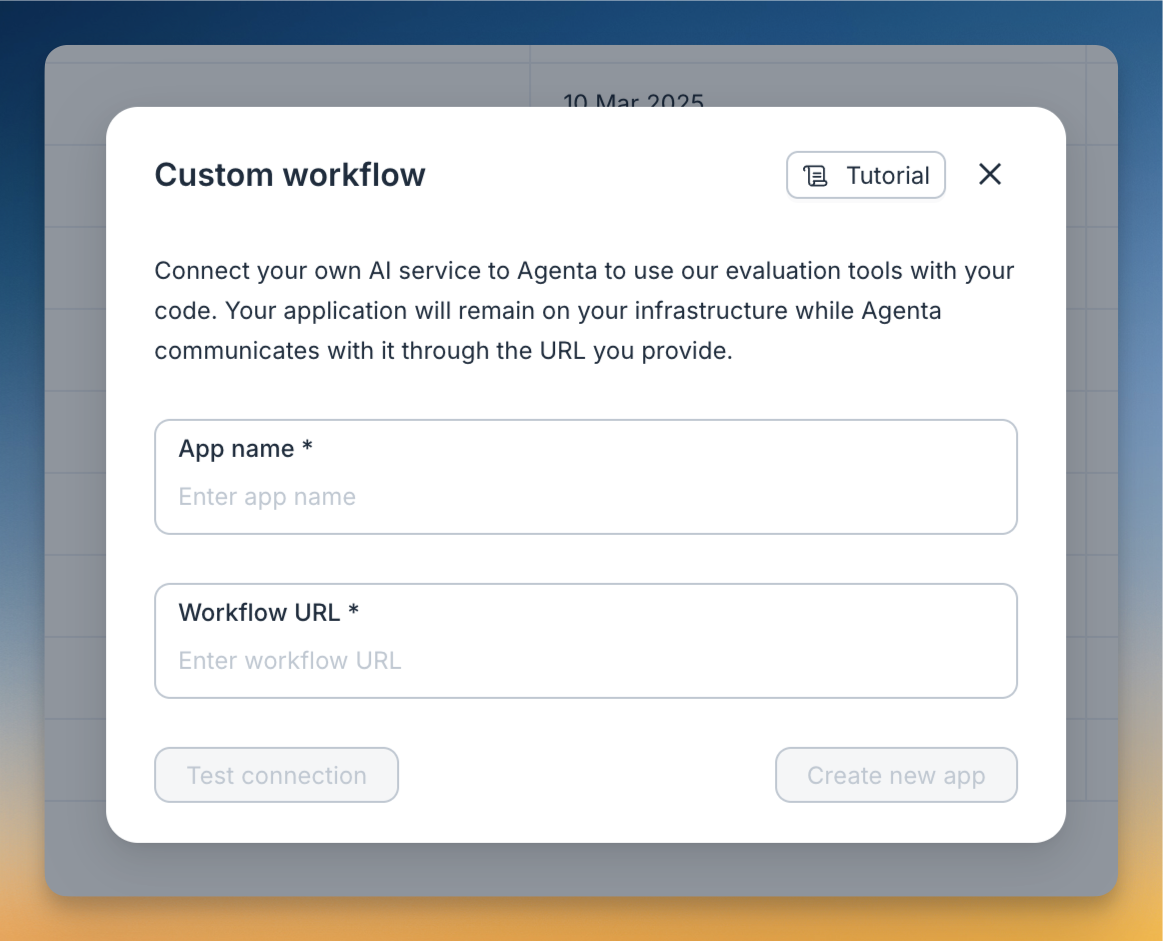 10 Mar 2025
Custom workflow
Tutorial
Connect your own AI service to Agenta to use our evaluation tools with your
code. Your application will remain on your infrastructure while Agenta
communicates with it through the URL you provide.
App name *
Enter app name
Workflow URL *
Enter workflow URL
Test connection
Create new app